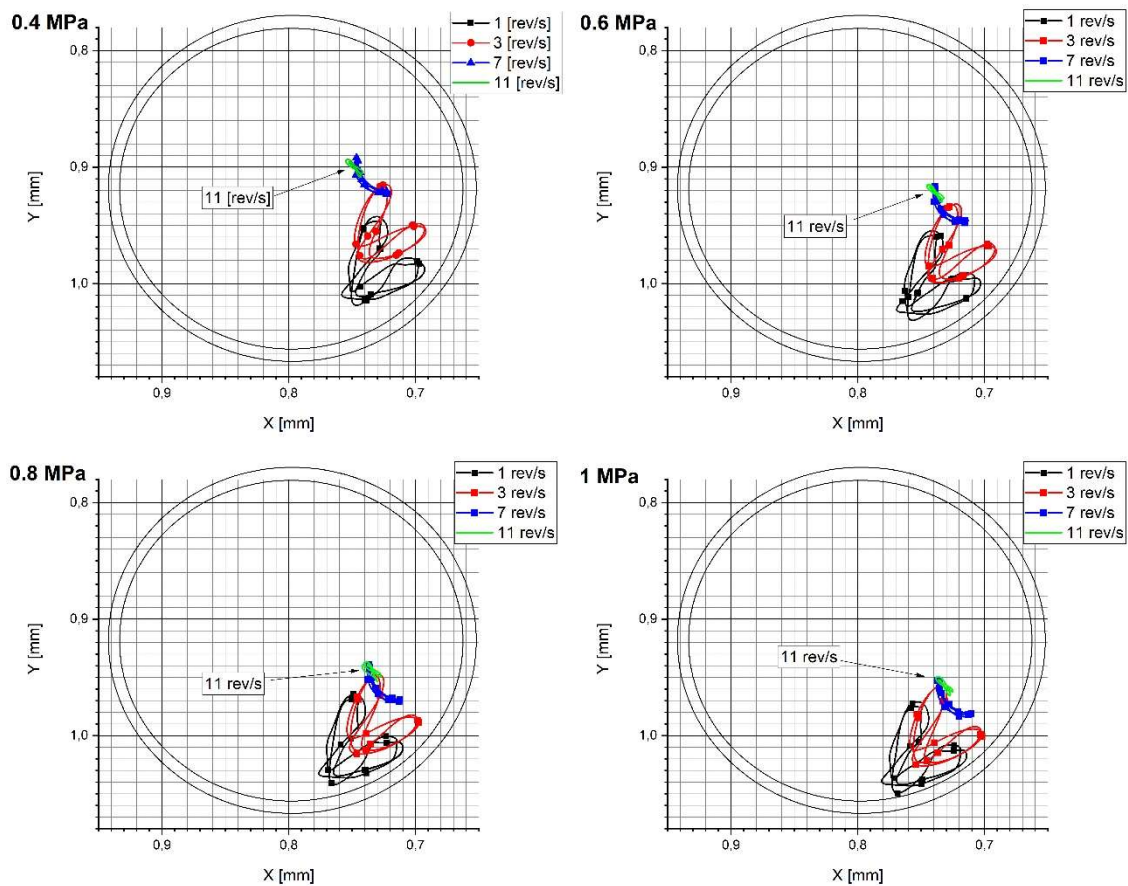 0.4 MPa
1 [rev/s]
3 [rev/s]
7 [rev/s]
11 [rev/s]
0,8
0,9
1,0
Y [mm]
11 [rev/s]
0,9
0,8
0,7
X [mm]
0.6 MPa
1 rev/s
3 rev/s
7 rev/s
11 rev/s
0,8
0,9
1,0
Y [mm]
11 rev/s
0,9
0,8
0,7
X [mm]
0.8 MPa
1 rev/s
3 rev/s
7 rev/s
11 rev/s
0,8
0,9
1,0
Y [mm]
11 rev/s
0,9
0,8
0,7
X [mm]
1 MPa
1 rev/s
3 rev/s
7 rev/s
11 rev/s
0,8
0,9
1,0
Y [mm]
11 rev/s
0,9
0,8
0,7
X [mm]